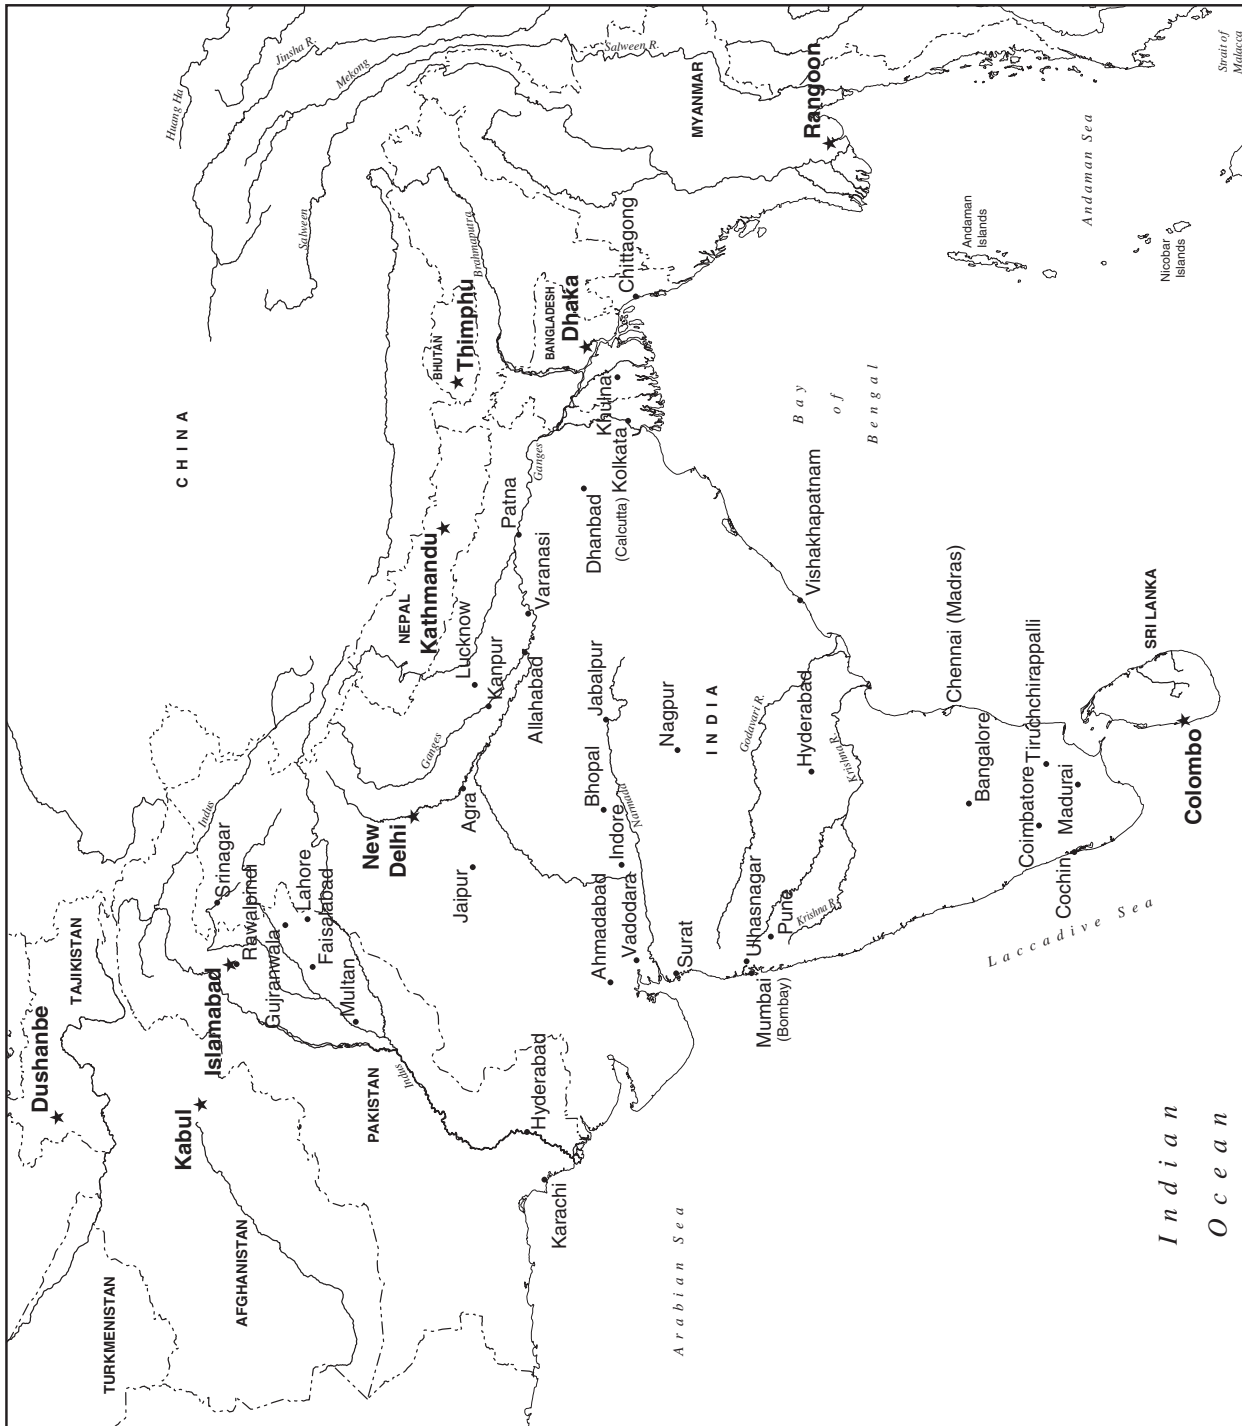 Dushanbe
TAJIKISTAN
TURKMENISTAN
Kabul
AFGHANISTAN
Islamabad
Rawalpindi
Srinagar
Indus
Gujranwala
Lahore
Faisalabad
Multan
PAKISTAN
Indus
Hyderabad
Karachi
Arabian Sea
CHINA
Huang Ha
Jinsha R.
Mekong
Salween
Salween R.
New
Delhi
Agra
Jaipur
Ganges
NEPAL
Kathmandu
Lucknow
Kanpur
Allahabad
Varanasi
Patna
Ganges
BHUTAN
Thimphu
Brahmapurra
BANGLADESH
Dhaka
Chittagong
Khulna
Kolkata
(Calcutta)
Dhanbad
MYANMAR
Rangoon
Ahmadabad
Vadodara
Indore
Bhopal
Jabalpur
Narmada
Surat
Nagpur
INDIA
Godavari R.
Ulhasnagar
Mumbai
(Bombay)
Pune
Krishna R.
Krishna R.
Hyderabad
Vishakhapatnam
Bay
of
Bengal
Andaman
Islands
Nicobar
Islands
Andaman Sea
Strait of
Malacca
Chennai (Madras)
Bangalore
Coimbatore
Tiruchchirappalli
Madurai
Cochin
Laccadive Sea
SRI LANKA
Colombo
Indian
Ocean